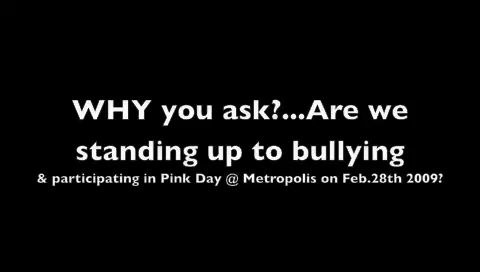 WHY you ask?...Are we
standing up to bullying
& participating in Pink Day @ Metropolis on Feb.28th 2009?